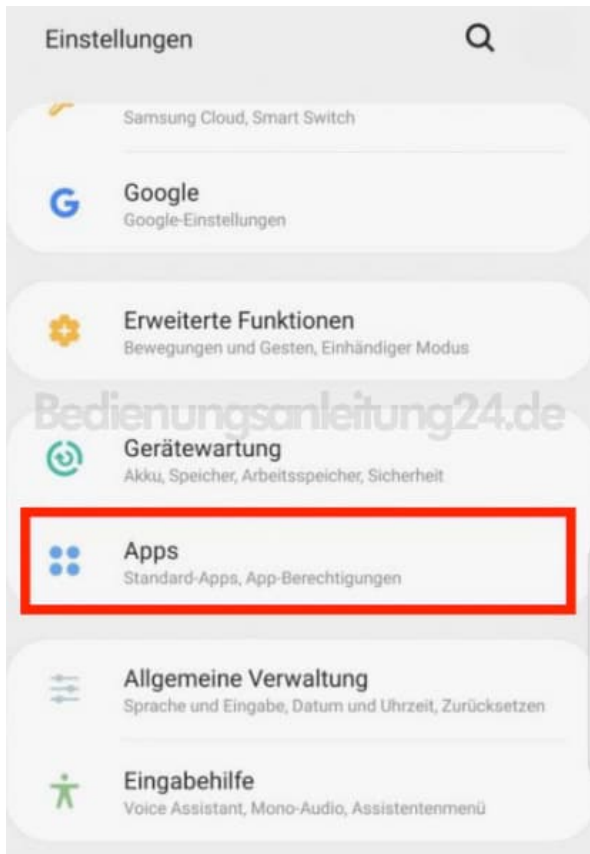 Einstellungen
Samsung Cloud, Smart Switch
Google
Google-Einstellungen
Erweiterte Funktionen
Bewegungen und Gesten, Einhändiger Modus
Bedienungsanleitung24.de
Gerätewartung
Akku, Speicher, Arbeitsspeicher, Sicherheit
Apps
Standard-Apps, App-Berechtigungen
Allgemeine Verwaltung
Sprache und Eingabe, Datum und Uhrzeit, Zurücksetzen
Eingabehilfe
Voice Assistant, Mono-Audio, Assistentenmenü